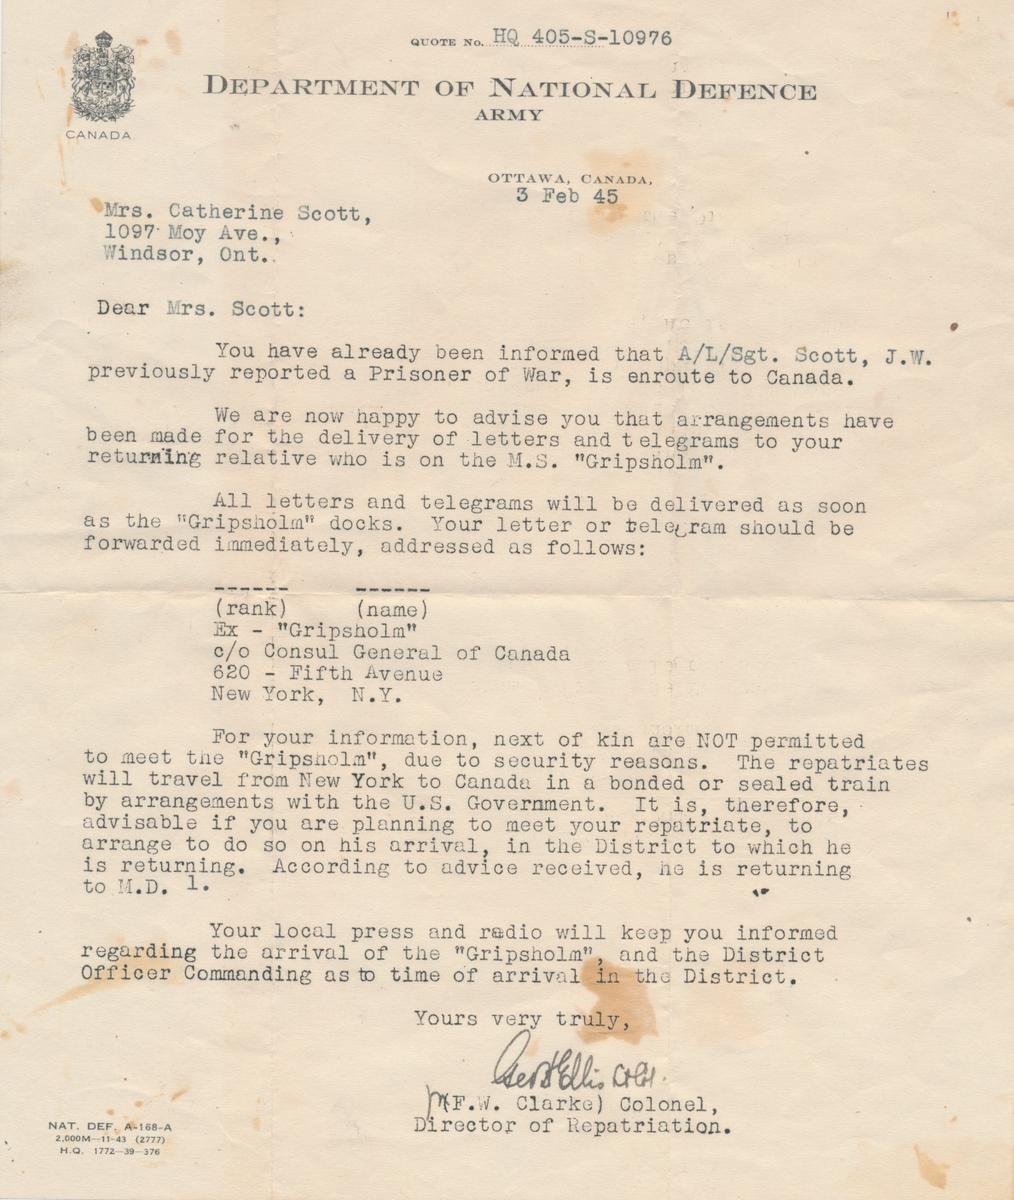 QUOTE No. HQ 405-S-10976
DEPARTMENT OF NATIONAL DEFENCE
ARMY
CANADA
OTTAWA, CANADA,
3 Feb 45
Mrs. Catherine Scott,
1097 Moy Ave.,
Windsor, Ont.
Dear Mrs. Scott:
You have already been informed that A/L/Sgt. Scott, J.W.
previously reported a Prisoner of War, is enroute to Canada.
We are now happy to advise you that arrangements have
been made for the delivery of letters and telegrams to your
returning relative who is on the M.S. "Gripsholm".
All letters and telegrams will be delivered as soon
as the "Gripsholm" docks. Your letter or telegram should be
forwarded immediately, addressed as follows:
------ ------
(rank) (name)
Ex - "Gripsholm"
c/o Consul General of Canada
620 - Fifth Avenue
New York, N.Y.
For your information, next of kin are NOT permitted
to meet the "Gripsholm", due to security reasons. The repatriates
will travel from New York to Canada in a bonded or sealed train
by arrangements with the U.S. Government. It is, therefore,
advisable if you are planning to meet your repatriate, to
arrange to do so on his arrival, in the District to which he
is returning. According to advice received, he is returning
to M.D. 1.
Your local press and radio will keep you informed
regarding the arrival of the "Gripsholm", and the District
Officer Commanding as to time of arrival in the District.
Yours very truly,
Ellis
(F.W. Clarke) Colonel,
Director of Repatriation.
NAT. DEF. A-168-A
2,000M—11-43 (2777)
H.Q. 1772-39-376